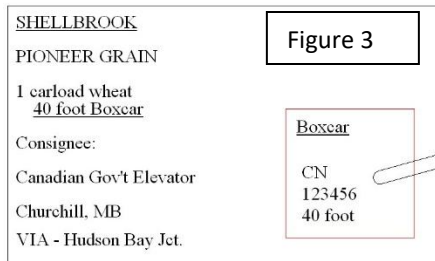 SHELLBROOK
Figure 3
PIONEER GRAIN
1 carload wheat
40 foot Boxcar
Consignee:
Canadian Gov't Elevator
Churchill, MB
VIA - Hudson Bay Jct.
Boxcar
CN
123456
40 foot